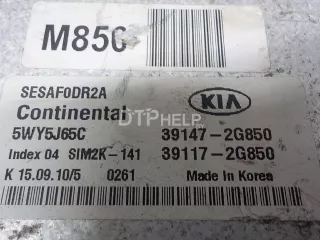 M850
SESAF0DR2A
Continental KIA
DTPHELP.BY
5WY5J65C 39147-2G850
Index 04 SIM2K-141 39117-2G850
K 15.09.10/5 0261 Made in Korea